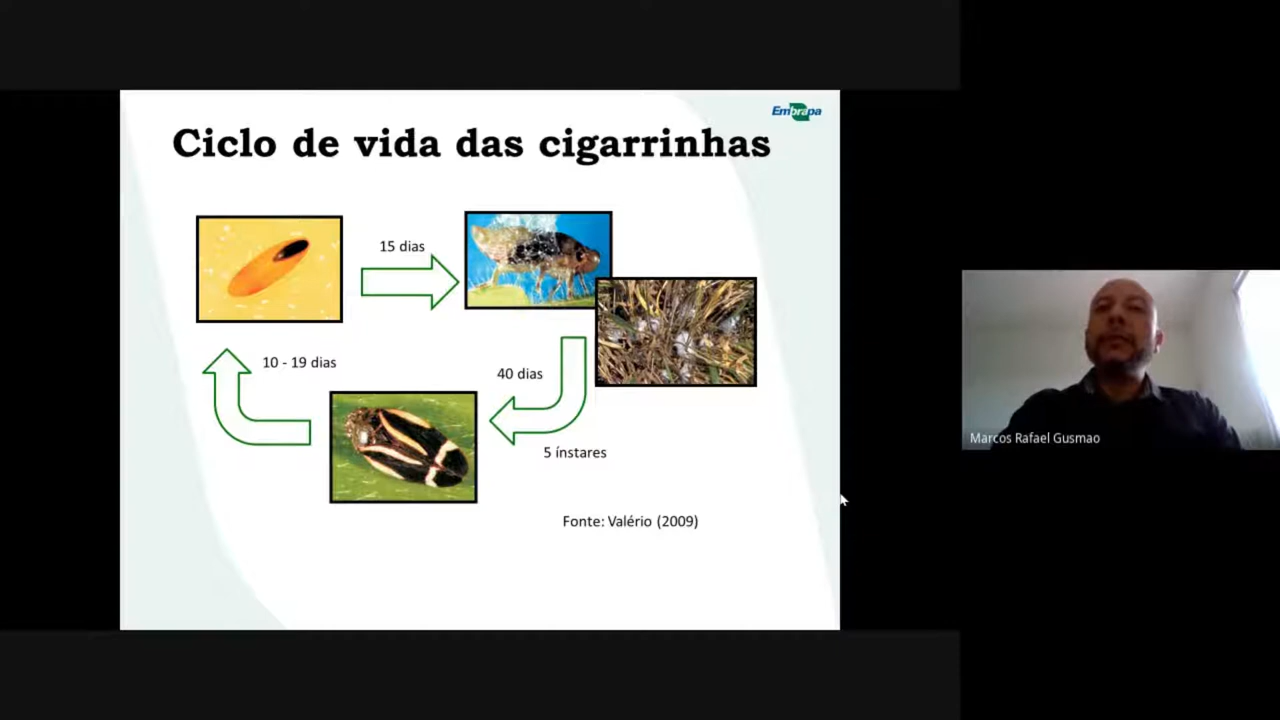 Embrapa
Ciclo de vida das cigarrinhas
15 dias
10 - 19 dias
40 dias
5 ínstares
Fonte: Valério (2009)
Marcos Rafael Gusmao